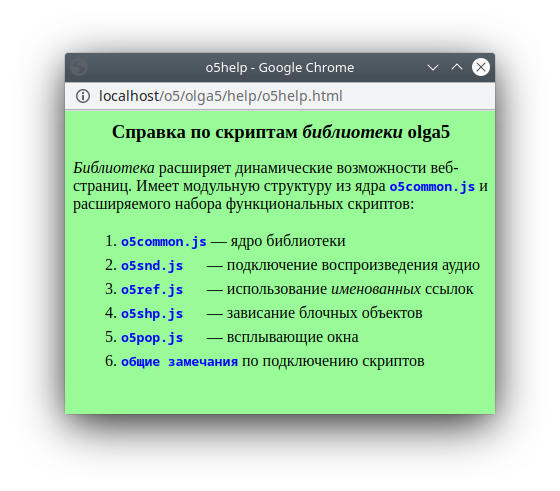 o5help - Google Chrome
localhost/o5/olga5/help/o5help.html
Справка по скриптам библиотеки olga5
Библиотека расширяет динамические возможности веб-
страниц. Имеет модульную структуру из ядра o5common.js и
расширяемого набора функциональных скриптов:
1. o5common.js — ядро библиотеки
2. o5snd.js — подключение воспроизведения аудио
3. o5ref.js — использование именованных ссылок
4. o5shp.js — зависание блочных объектов
5. o5pop.js — всплывающие окна
6. общие замечания по подключению скриптов